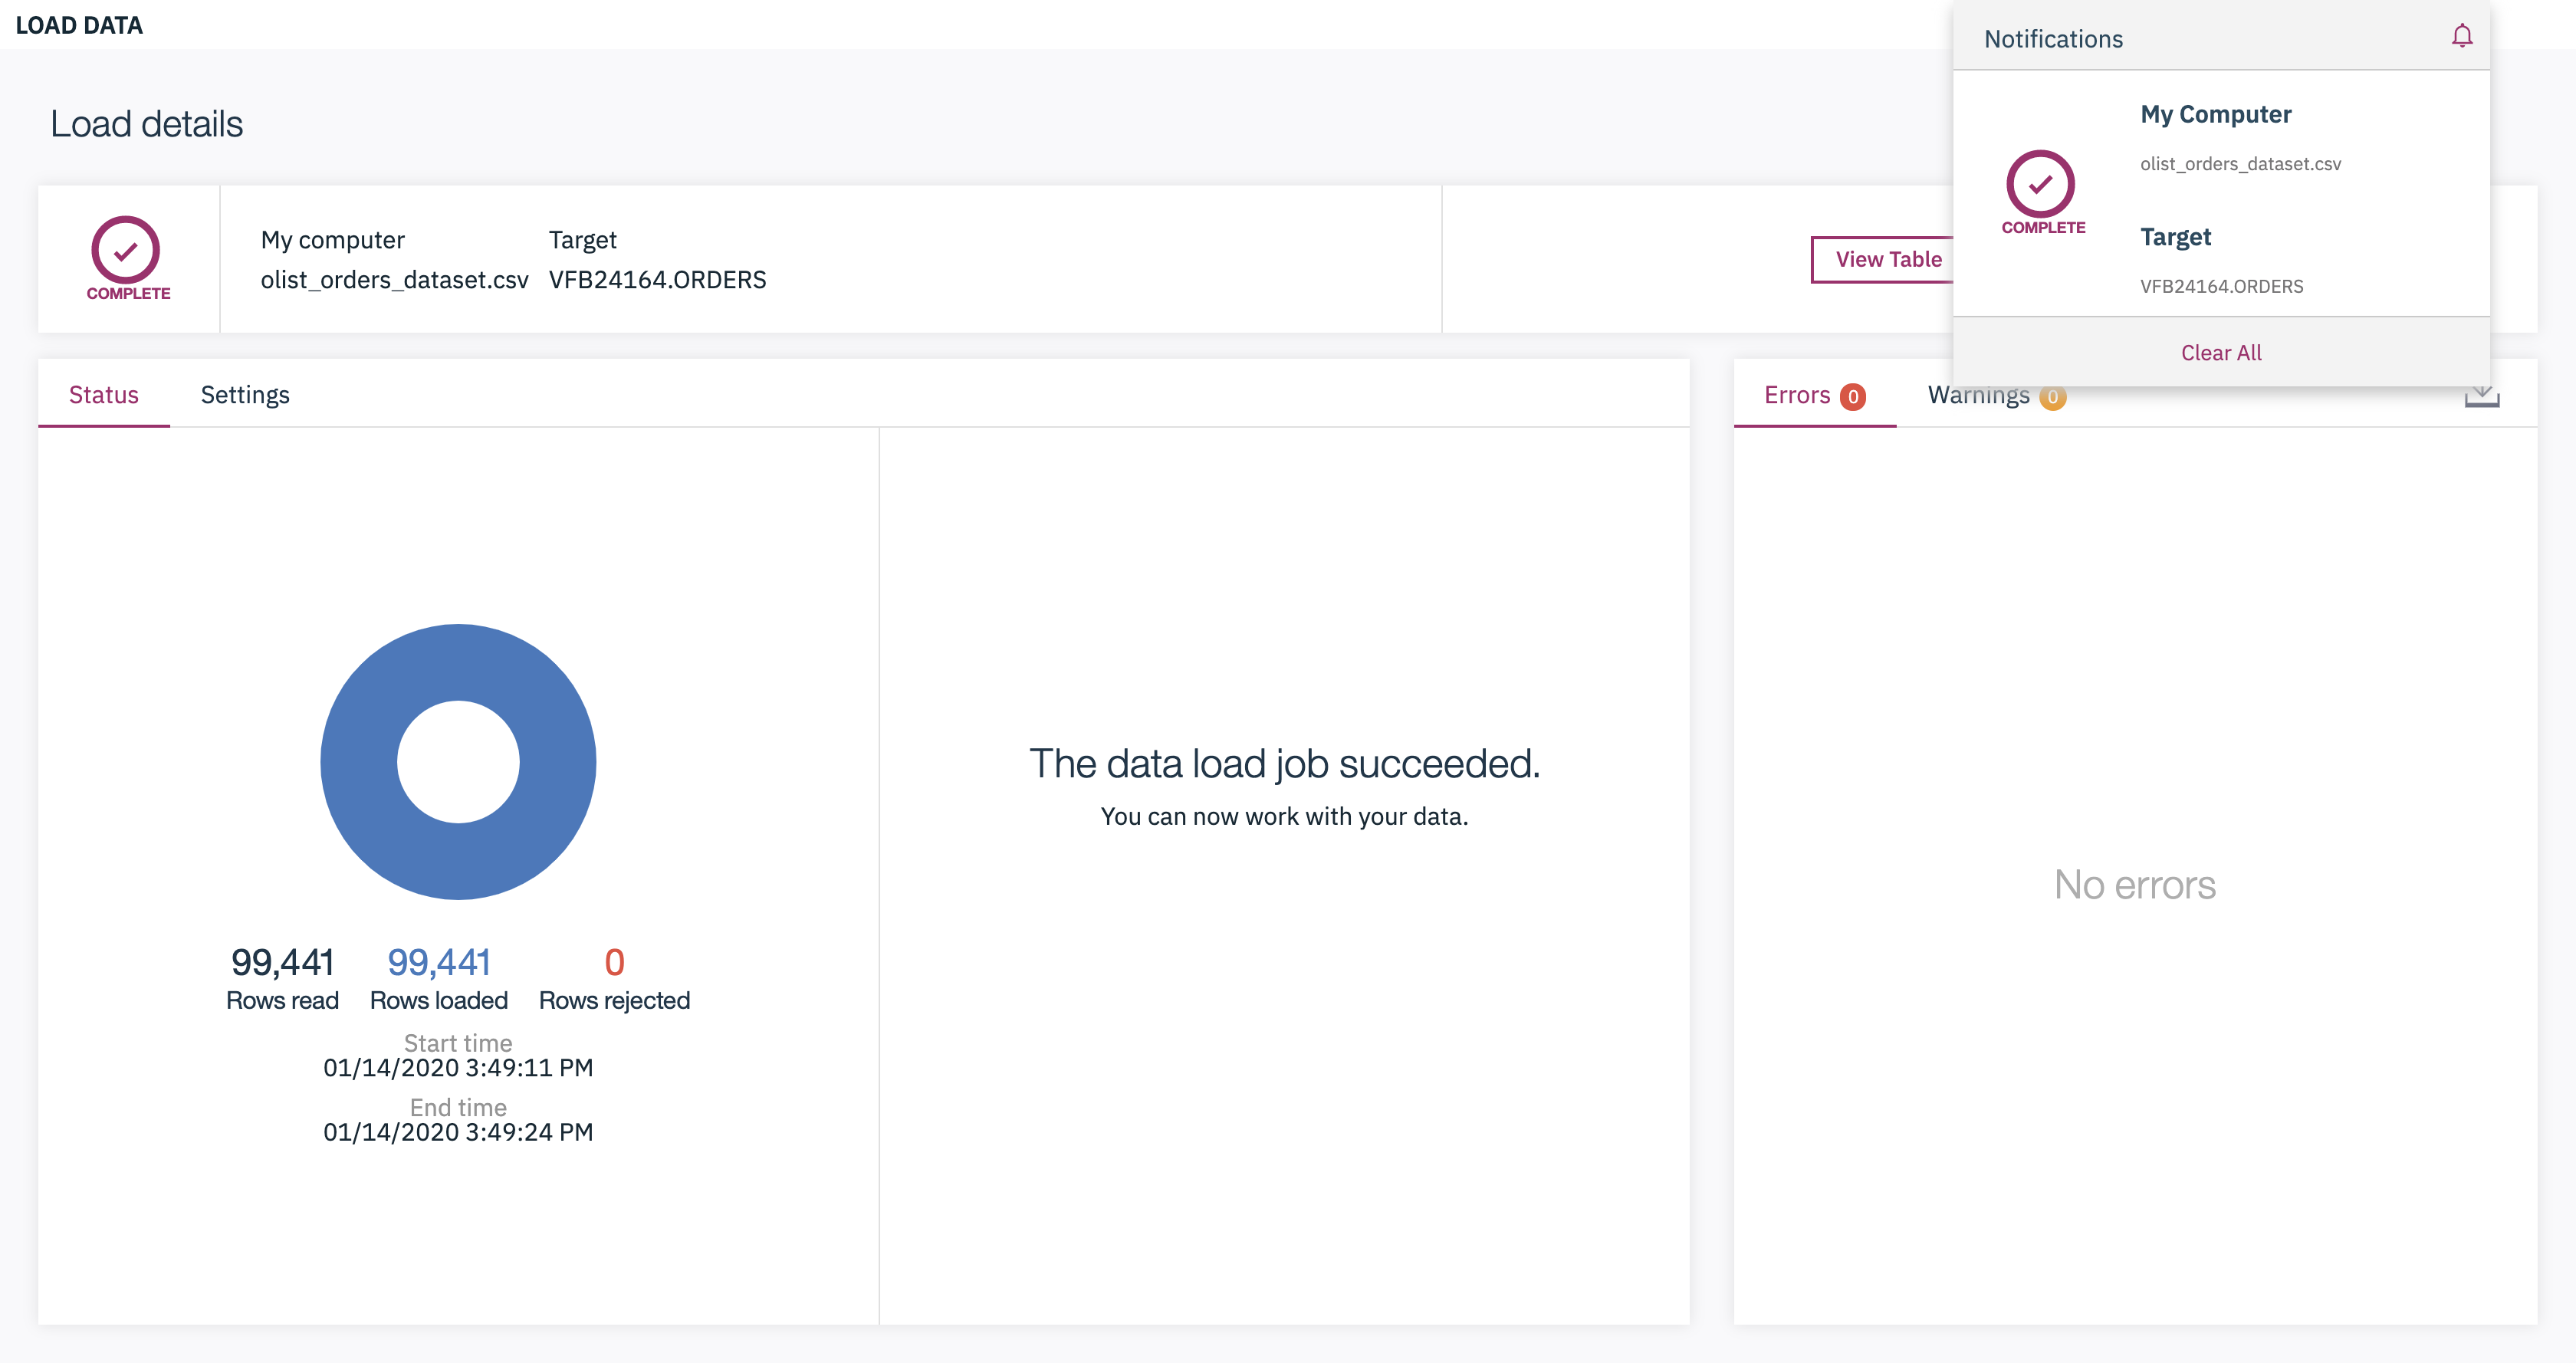 LOAD DATA
Notifications
My Computer
olist_orders_dataset.csv
COMPLETE
Target
VFB24164.ORDERS
Clear All
Load details
COMPLETE
My computer
olist_orders_dataset.csv
Target
VFB24164.ORDERS
View Table
Status Settings
Errors 0 Warnings 0
99,441 99,441 0
Rows read Rows loaded Rows rejected
Start time
01/14/2020 3:49:11 PM
End time
01/14/2020 3:49:24 PM
The data load job succeeded.
You can now work with your data.
No errors